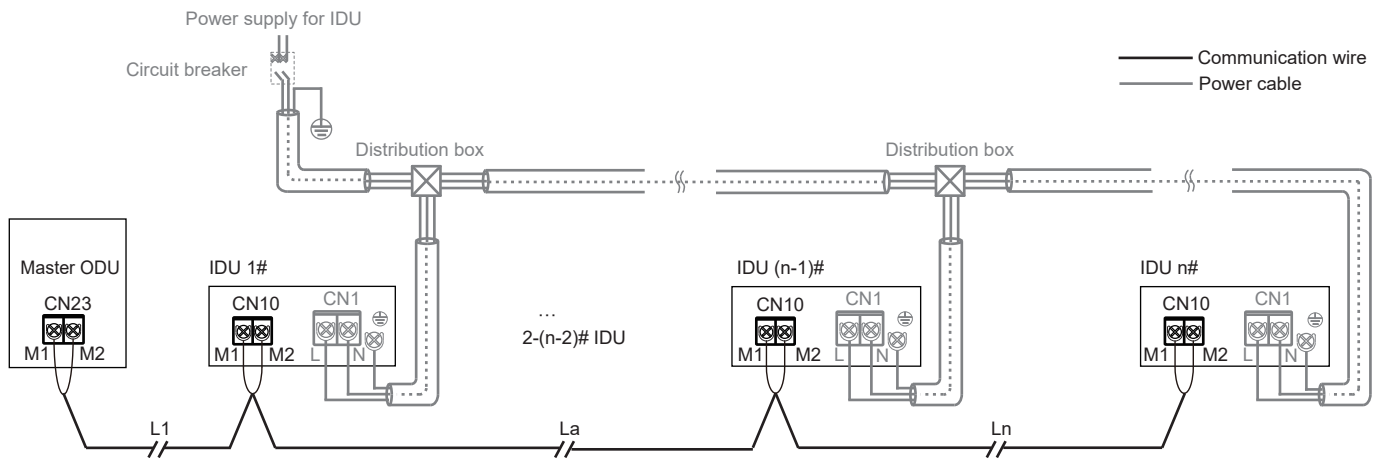 Power supply for IDU
Circuit breaker
Communication wire
Power cable
Distribution box
Distribution box
Master ODU
CN23
M1 M2
IDU 1#
CN10
CN1
M1 M2 L N
...
2-(n-2)# IDU
IDU (n-1)#
CN10
CN1
M1 M2 L N
IDU n#
CN10
CN1
M1 M2 L N
L1
La
Ln